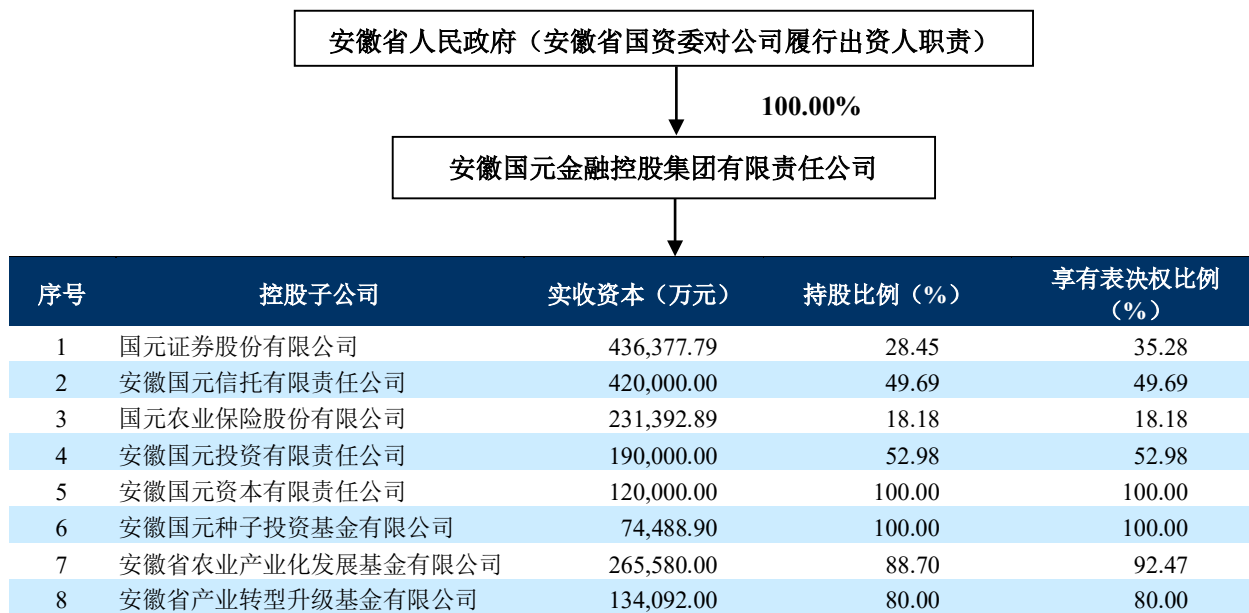 安徽省人民政府（安徽省国资委对公司履行出资人职责）
100.00%
安徽国元金融控股集团有限责任公司
序号 控股子公司 实收资本（万元） 持股比例（%） 享有表决权比例（%）
1 国元证券股份有限公司 436,377.79 28.45 35.28
2 安徽国元信托有限责任公司 420,000.00 49.69 49.69
3 国元农业保险股份有限公司 231,392.89 18.18 18.18
4 安徽国元投资有限责任公司 190,000.00 52.98 52.98
5 安徽国元资本有限责任公司 120,000.00 100.00 100.00
6 安徽国元种子投资基金有限公司 74,488.90 100.00 100.00
7 安徽省农业产业化发展基金有限公司 265,580.00 88.70 92.47
8 安徽省产业转型升级基金有限公司 134,092.00 80.00 80.00